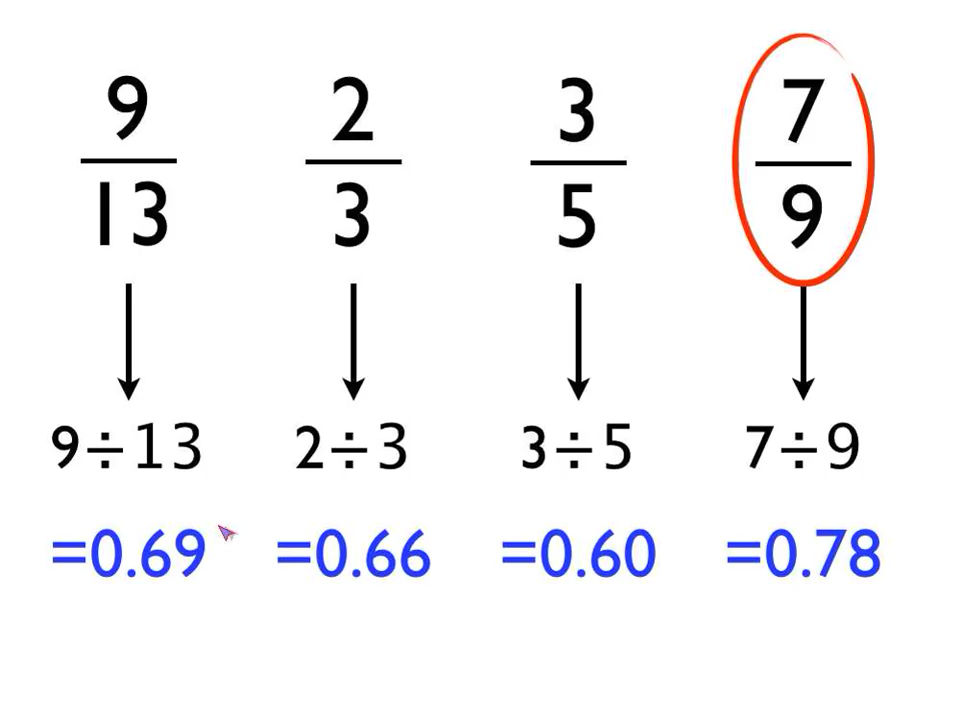 9/13 2/3 3/5 7/9
9÷13 2÷3 3÷5 7÷9
=0.69 =0.66 =0.60 =0.78